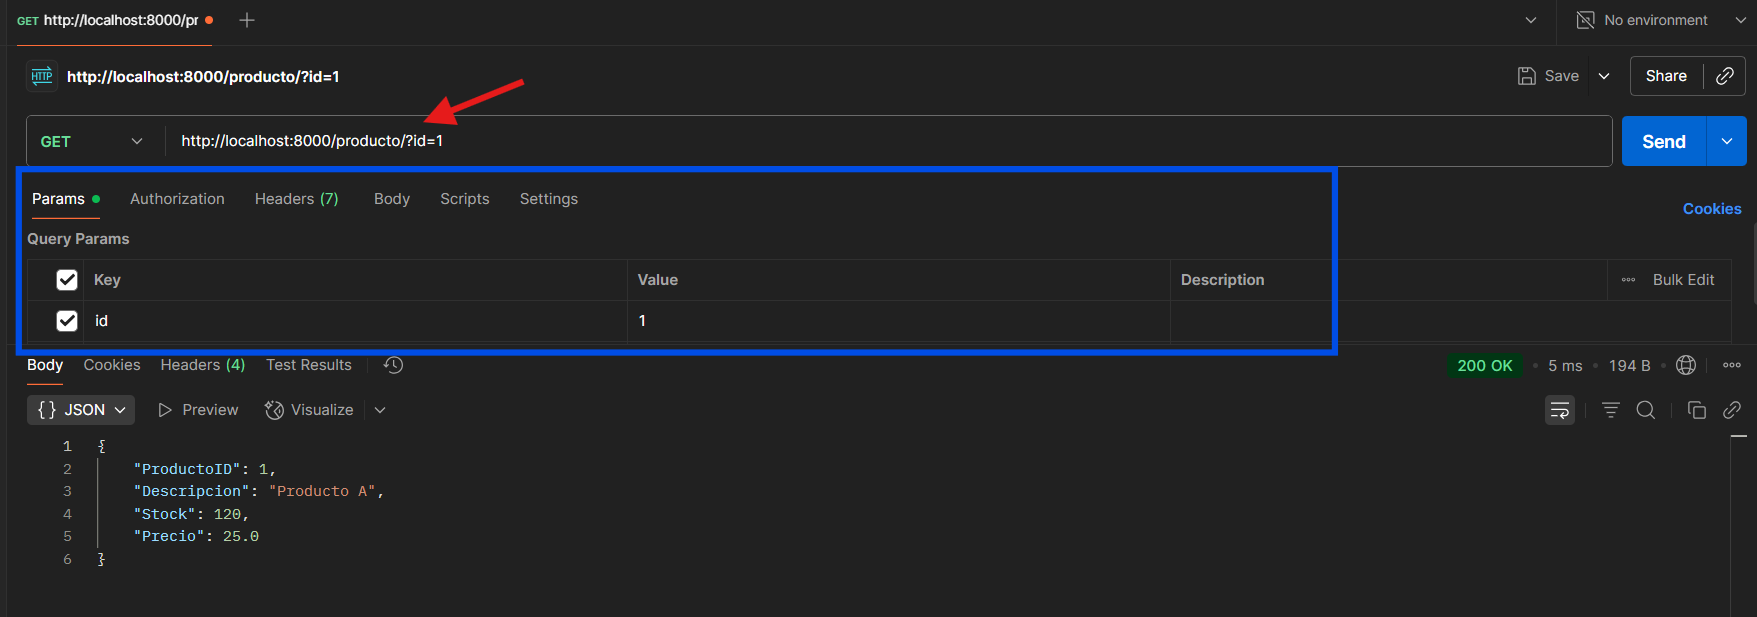 GET http://localhost:8000/pr
No environment
HTTP http://localhost:8000/producto/?id=1
Save
Share
GET http://localhost:8000/producto/?id=1
Send
Params Authorization Headers (7) Body Scripts Settings
Cookies
Query Params
Key Value Description Bulk Edit
id 1
Body Cookies Headers (4) Test Results
200 OK • 5 ms • 194 B
{} JSON Preview Visualize
1 {
2 "ProductoID": 1,
3 "Descripcion": "Producto A",
4 "Stock": 120,
5 "Precio": 25.0
6 }